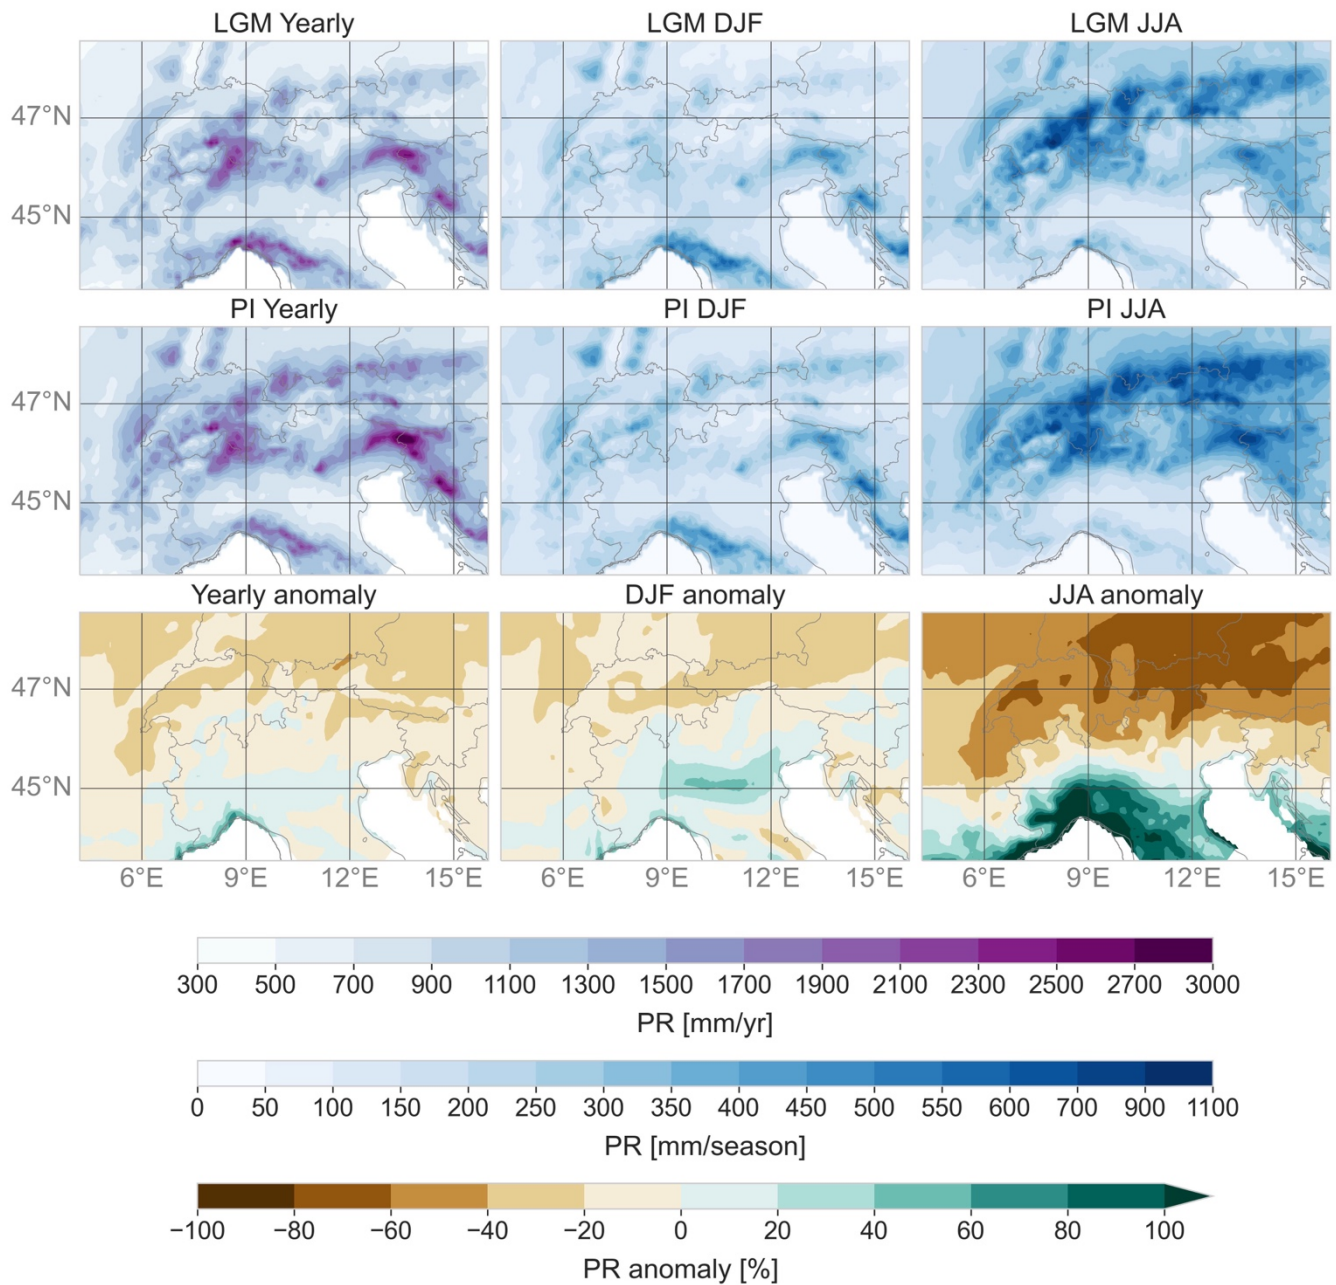 LGM Yearly LGM DJF LGM JJA
47°N
45°N
PI Yearly PI DJF PI JJA
47°N
45°N
Yearly anomaly DJF anomaly JJA anomaly
47°N
45°N
6°E 9°E 12°E 15°E 6°E 9°E 12°E 15°E 6°E 9°E 12°E 15°E
300 500 700 900 1100 1300 1500 1700 1900 2100 2300 2500 2700 3000
PR [mm/yr]
0 50 100 150 200 250 300 350 400 450 500 550 600 700 900 1100
PR [mm/season]
−100 −80 −60 −40 −20 0 20 40 60 80 100
PR anomaly [%]